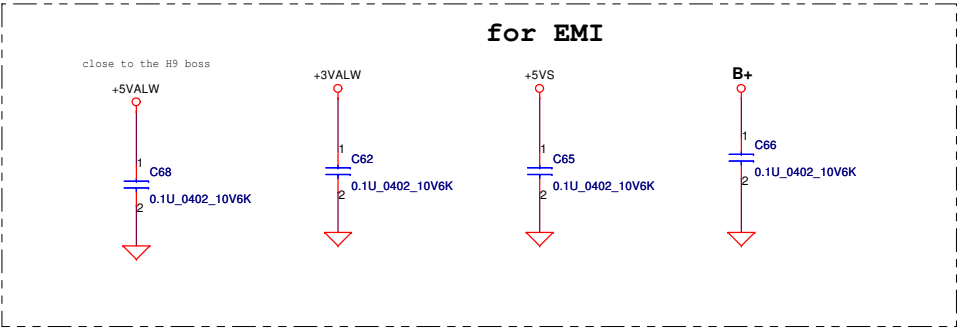 for EMI
close to the H9 boss
+5VALW
1
C68
0.1U_0402_10V6K
2
+3VALW
1
C62
0.1U_0402_10V6K
2
+5VS
1
C65
0.1U_0402_10V6K
2
B+
1
C66
0.1U_0402_10V6K
2